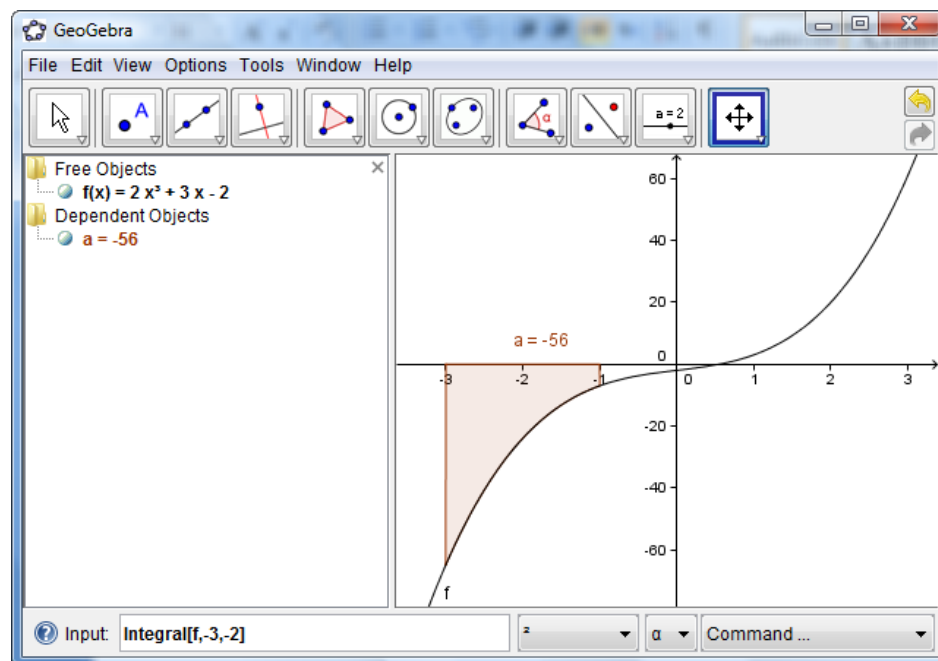 GeoGebra
File Edit View Options Tools Window Help
A
α
a = 2
Free Objects
f(x) = 2 x³ + 3 x - 2
Dependent Objects
a = -56
60
40
20
a = -56
0
-3 -2 -1 0 1 2 3
-20
-40
-60
f
Input: Integral[f,-3,-2] ² α Command ...